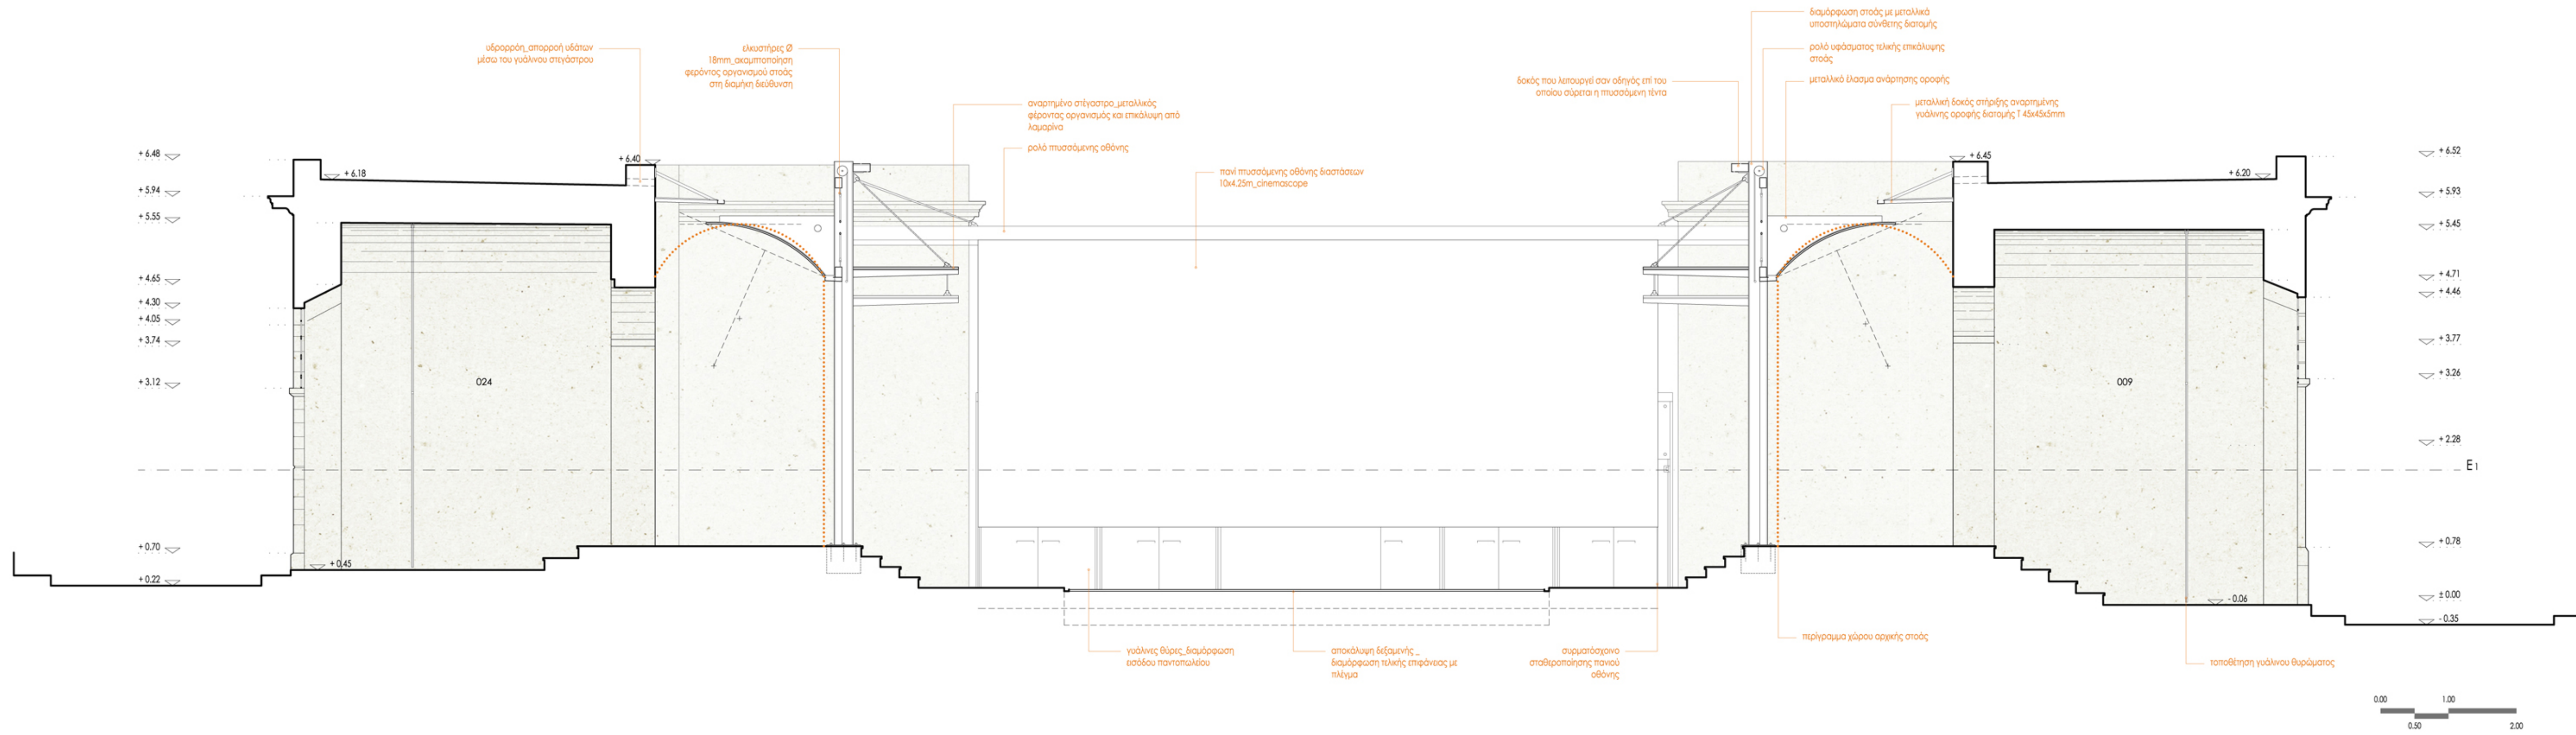 υδρορρόη_απορροή υδάτων
μέσω του γυάλινου στεγάστρου
ελκυστήρες Ø
18mm_ακαμπτοποίηση
φερόντος οργανισμού στοάς
στη διαμήκη διεύθυνση
αναρτημένο στέγαστρο_μεταλλικός
φέροντας οργανισμός και επικάλυψη από
λαμαρίνα
ρολό πτυσσόμενης οθόνης
πανί πτυσσόμενης οθόνης διαστάσεων
10x4,25m_cinemascope
δοκός που λειτουργεί σαν οδηγός επί του
οποίου σύρεται η πτυσσόμενη τέντα
διαμόρφωση στοάς με μεταλλικά
υποστηλώματα σύνθετης διατομής
ρολό υφάσματος τελικής επικάλυψης
στοάς
μεταλλικό έλασμα ανάρτησης οροφής
μεταλλική δοκός στήριξης αναρτημένης
γυάλινης οροφής διατομής T 45x45x5mm
+ 6.48
+ 5.94
+ 5.55
+ 4.65
+ 4.30
+ 4.05
+ 3.74
+ 3.12
+ 0.70
+ 0.22
+ 6.18
+ 6.40
+ 0,45
024
+ 6.45
+ 6.20
009
- 0.06
+ 6.52
+ 5.93
+ 5.45
+ 4.71
+ 4.46
+ 3.77
+ 3.26
+ 2.28
E1
+ 0.78
± 0.00
- 0.35
γυάλινες θύρες_διαμόρφωση
εισόδου παντοπωλείου
αποκάλυψη δεξαμενής _
διαμόρφωση τελικής επιφάνειας με
πλέγμα
συρματόσχοινο
σταθεροποίησης πανιού
οθόνης
περίγραμμα χώρου αρχικής στοάς
τοποθέτηση γυάλινου θυρώματος
0.00
1.00
0.50
2.00